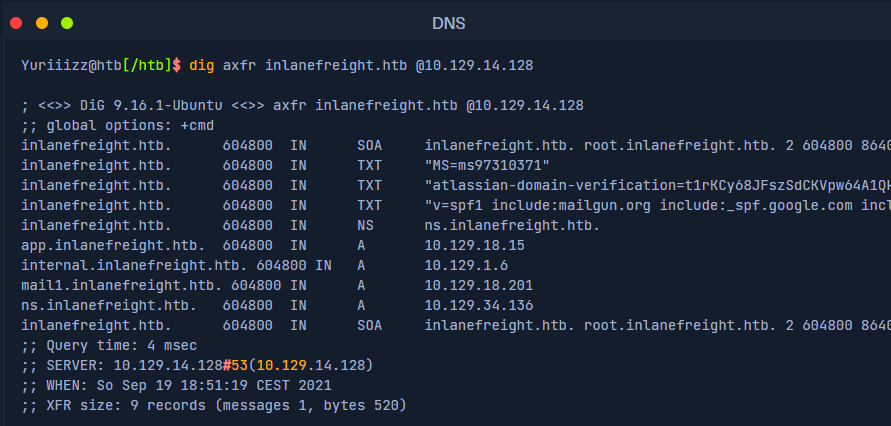 DNS
Yuriiizz@htb[/htb]$ dig axfr inlanefreight.htb @10.129.14.128
; <<>> DiG 9.16.1-Ubuntu <<>> axfr inlanefreight.htb @10.129.14.128
;; global options: +cmd
inlanefreight.htb. 604800 IN SOA inlanefreight.htb. root.inlanefreight.htb. 2 604800 8640
inlanefreight.htb. 604800 IN TXT "MS=ms97310371"
inlanefreight.htb. 604800 IN TXT "atlassian-domain-verification=t1rKCy68JFszSdCKVpw64A1Qk
inlanefreight.htb. 604800 IN TXT "v=spf1 include:mailgun.org include:_spf.google.com incl
inlanefreight.htb. 604800 IN NS ns.inlanefreight.htb.
app.inlanefreight.htb. 604800 IN A 10.129.18.15
internal.inlanefreight.htb. 604800 IN A 10.129.1.6
mail1.inlanefreight.htb. 604800 IN A 10.129.18.201
ns.inlanefreight.htb. 604800 IN A 10.129.34.136
inlanefreight.htb. 604800 IN SOA inlanefreight.htb. root.inlanefreight.htb. 2 604800 8640
;; Query time: 4 msec
;; SERVER: 10.129.14.128#53(10.129.14.128)
;; WHEN: So Sep 19 18:51:19 CEST 2021
;; XFR size: 9 records (messages 1, bytes 520)